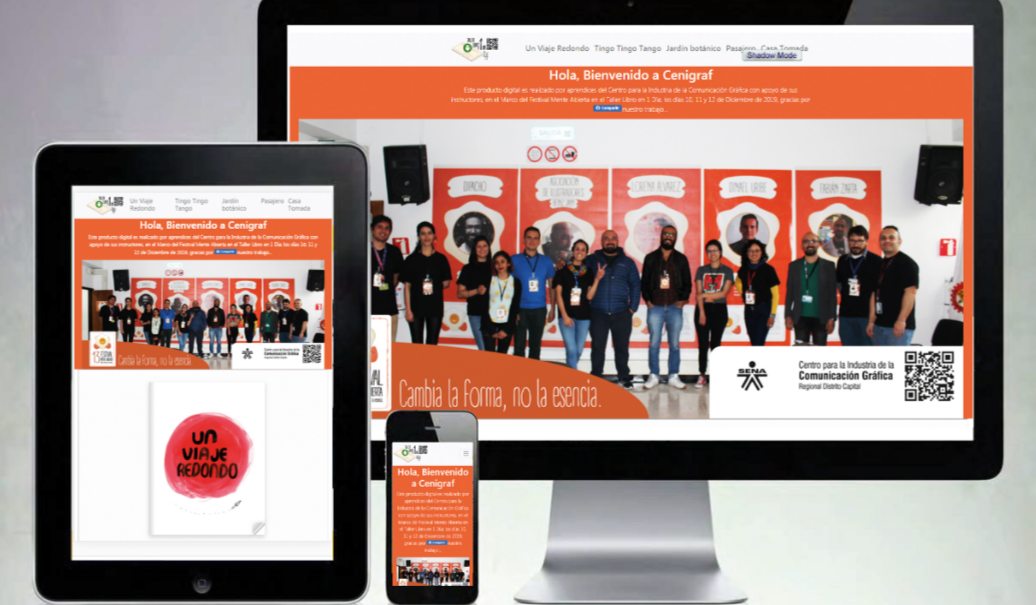 Un Viaje Redondo Tingo Tingo Tango Jardín botánico Pasajero Casa Tomada
Shadow Mode
Hola, Bienvenido a Cenigraf
Este producto digital es realizado por aprendices del Centro para la Industria de la Comunicación Gráfica con apoyo de sus
instructores, en el Marco del Festival Mente Abierta en el Taller Libro en 1 Día, los días 10, 11 y 12 de Diciembre de 2019, gracias por
nuestro trabajo...
SALIDA
DIPACHO
ASOCIACIÓN
DE ILUSTRADORES
LORENA ALVAREZ
DANIEL URIBE
FABIÁN ZARTA
Cambia la Forma, no la esencia.
SENA
Centro para la Industria de la
Comunicación Gráfica
Regional Distrito Capital
Un Viaje
Redondo
Tingo Tingo
Tango
Jardín
botánico
Pasajero
Casa
Tomada
Hola, Bienvenido a Cenigraf
Este producto digital es realizado por aprendices del Centro para la Industria de la Comunicación Gráfica con
apoyo de sus instructores, en el Marco del Festival Mente Abierta en el Taller Libro en 1 Día, los días 10, 11 y
12 de Diciembre de 2019, gracias por nuestro trabajo...
Cambia la Forma, no la esencia.
Comunicación Gráfica
UN
VIAJE
REDONDO
Hola, Bienvenido
a Cenigraf
Este producto digital es realizado por
aprendices del Centro para la
Industria de la Comunicación Gráfica
con apoyo de sus instructores, en el
Marco del Festival Mente Abierta en
el Taller Libro en 1 Día, los días 10,
11 y 12 de Diciembre de 2019,
gracias por nuestro
trabajo...